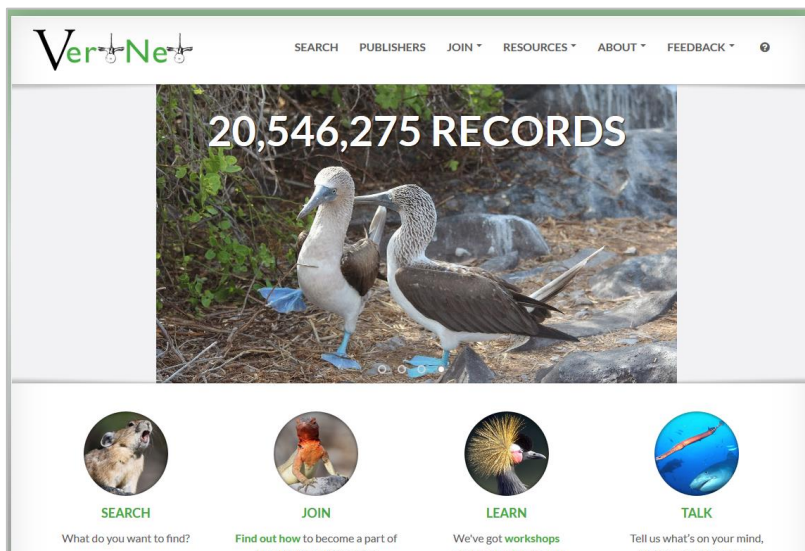 VertNet
SEARCH PUBLISHERS JOIN RESOURCES ABOUT FEEDBACK
20,546,275 RECORDS
SEARCH JOIN LEARN TALK
What do you want to find? Find out how to become a part of We've got workshops Tell us what's on your mind,